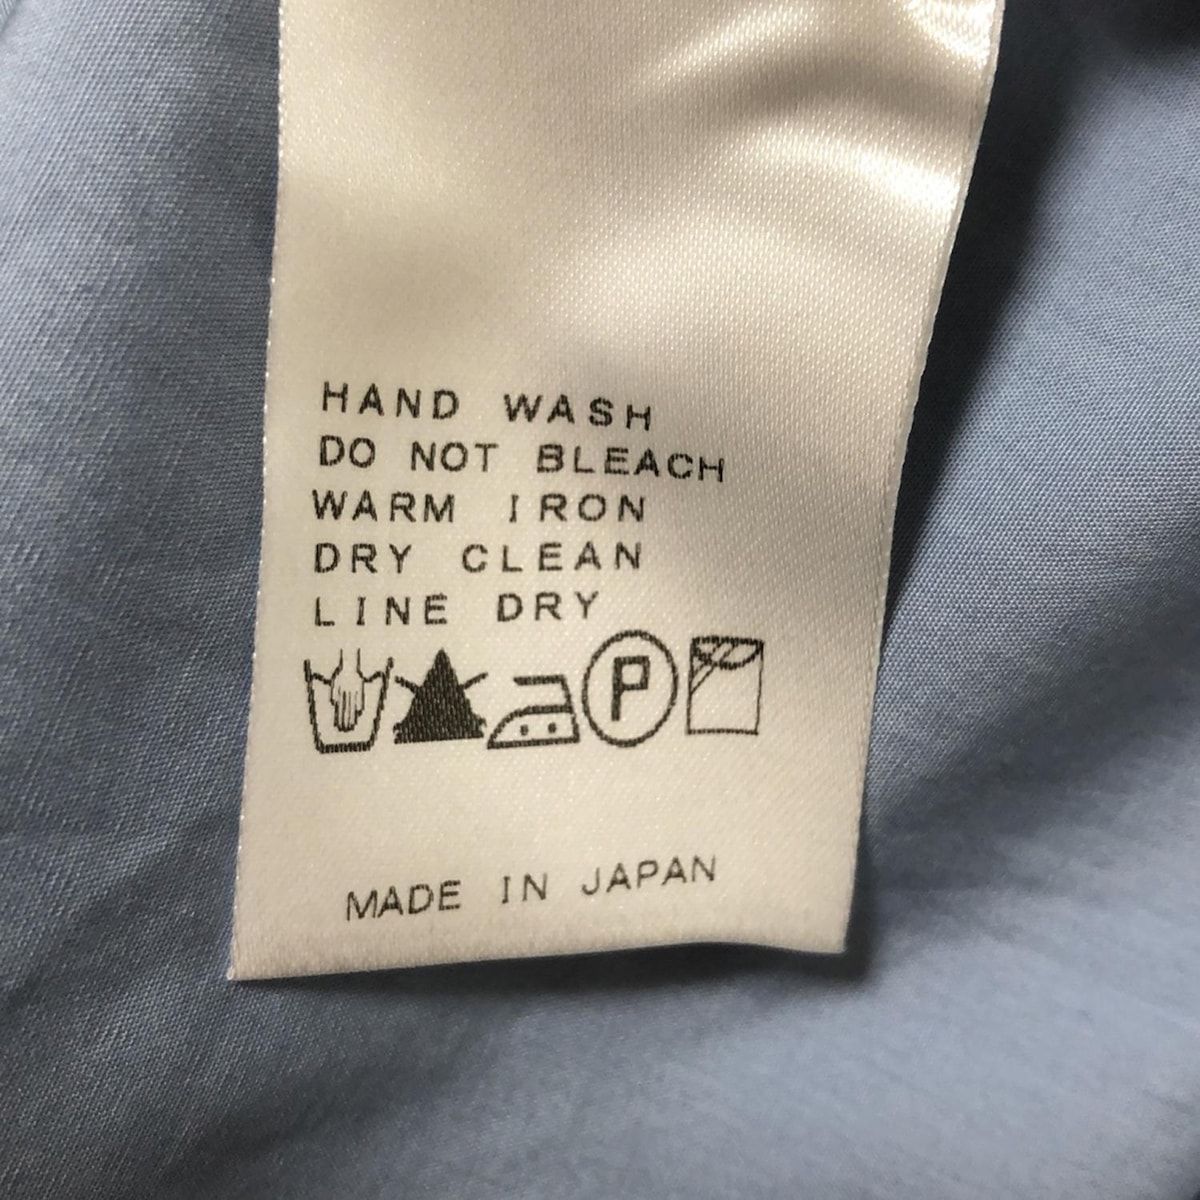 HAND WASH
DO NOT BLEACH
WARM IRON
DRY CLEAN
LINE DRY
P
MADE IN JAPAN